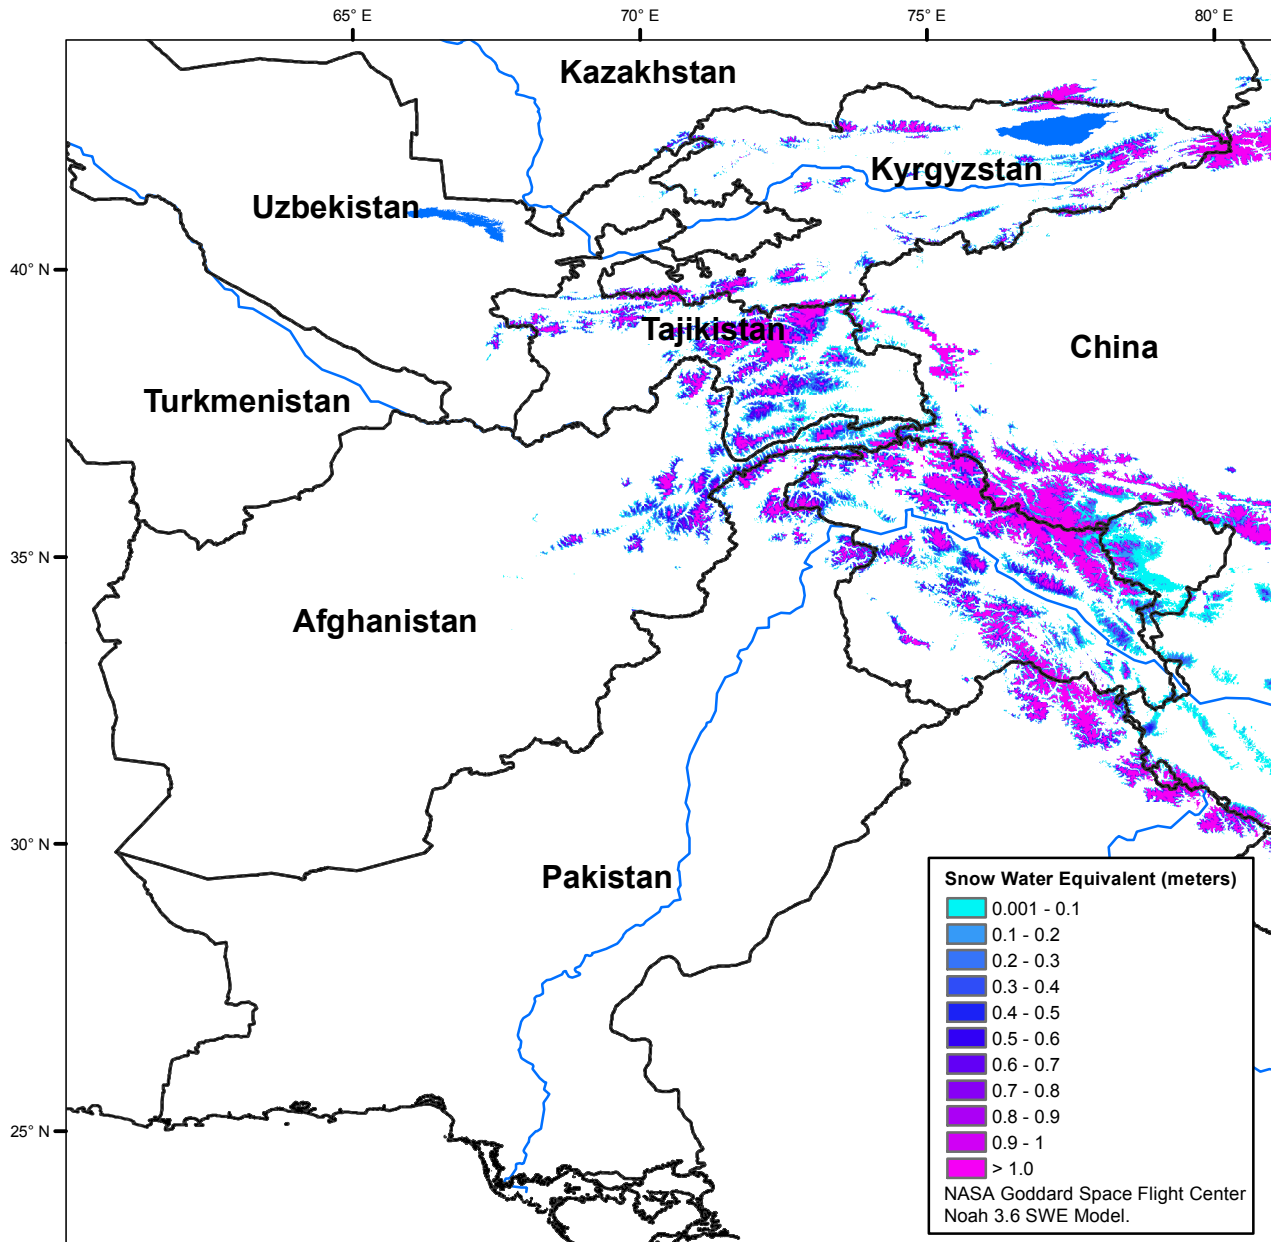 65° E
70° E
75° E
80° E
Kazakhstan
Kyrgyzstan
Uzbekistan
40° N
Tajikistan
China
Turkmenistan
35° N
Afghanistan
30° N
Pakistan
25° N
Snow Water Equivalent (meters)
0.001 - 0.1
0.1 - 0.2
0.2 - 0.3
0.3 - 0.4
0.4 - 0.5
0.5 - 0.6
0.6 - 0.7
0.7 - 0.8
0.8 - 0.9
0.9 - 1
> 1.0
NASA Goddard Space Flight Center
Noah 3.6 SWE Model.